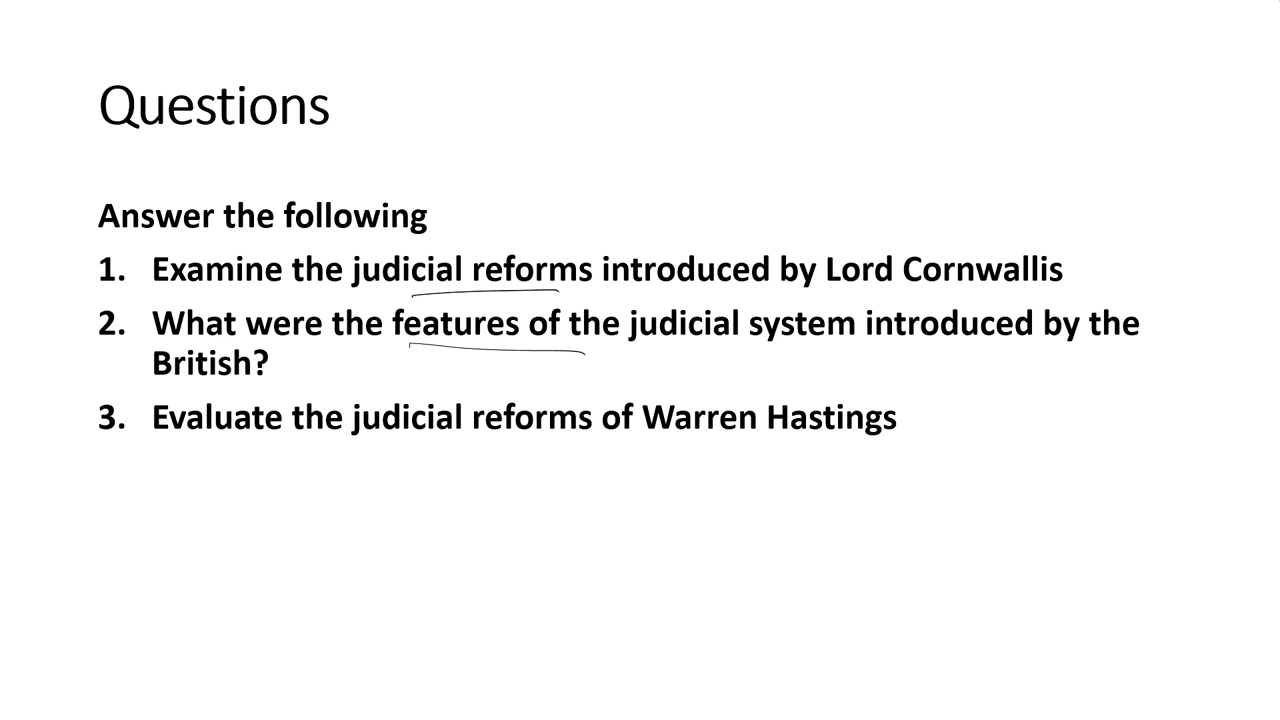 Questions
Answer the following
1. Examine the judicial reforms introduced by Lord Cornwallis
2. What were the features of the judicial system introduced by the
British?
3. Evaluate the judicial reforms of Warren Hastings